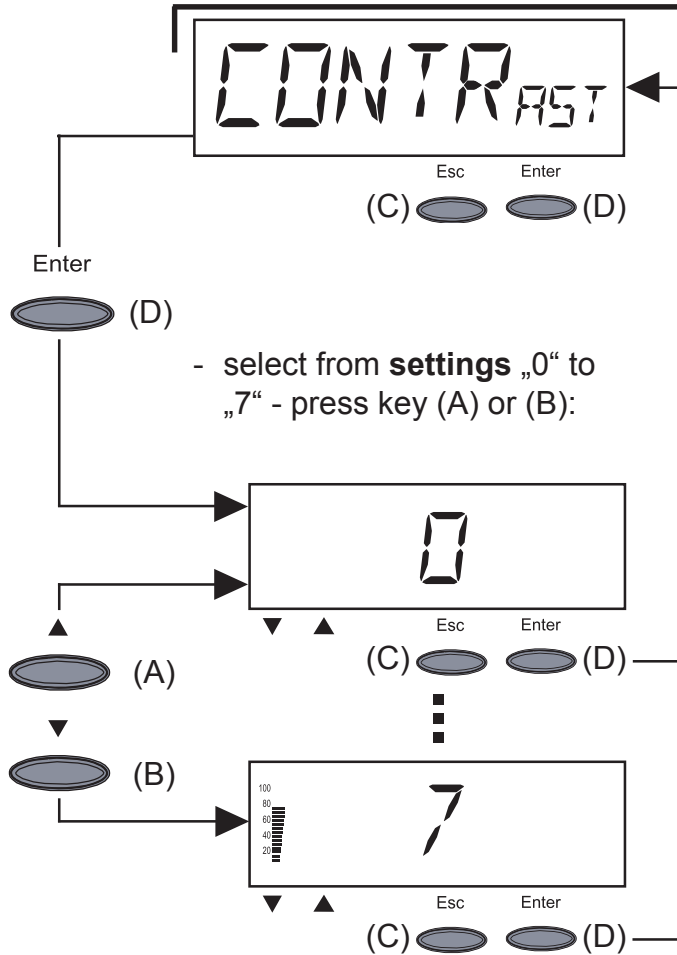 CONTRAST
Esc Enter
(C) (D)
Enter
(D)
- select from settings „0“ to
„7“ - press key (A) or (B):
0
▼ ▲ Esc Enter
(C) (D)
▲
(A)
▼
(B)
100
80
60
40
20
7
▼ ▲ Esc Enter
(C) (D)